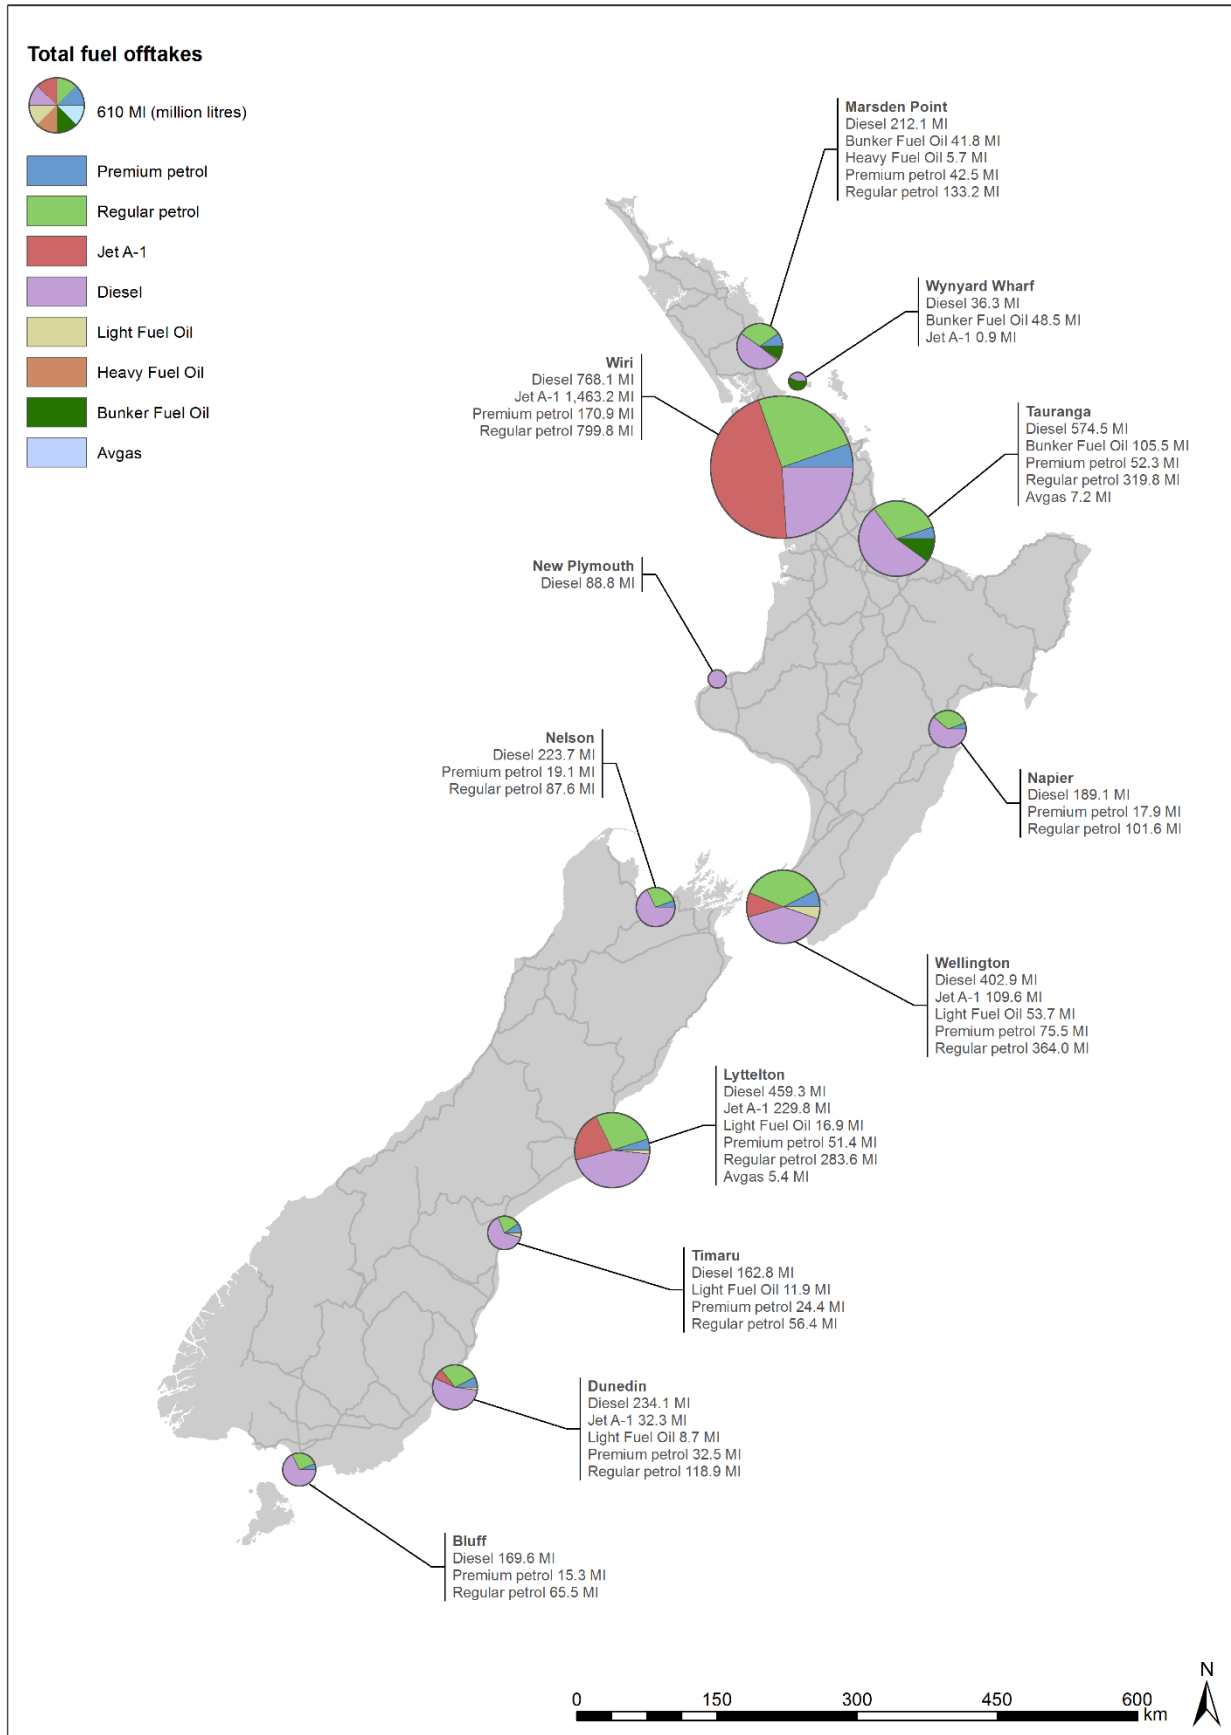 Total fuel offtakes
610 Ml (million litres)
Premium petrol
Regular petrol
Jet A-1
Diesel
Light Fuel Oil
Heavy Fuel Oil
Bunker Fuel Oil
Avgas
Marsden Point
Diesel 212.1 Ml
Bunker Fuel Oil 41.8 Ml
Heavy Fuel Oil 5.7 Ml
Premium petrol 42.5 Ml
Regular petrol 133.2 Ml
Wynyard Wharf
Diesel 36.3 Ml
Bunker Fuel Oil 48.5 Ml
Jet A-1 0.9 Ml
Wiri
Diesel 768.1 Ml
Jet A-1 1,463.2 Ml
Premium petrol 170.9 Ml
Regular petrol 799.8 Ml
Tauranga
Diesel 574.5 Ml
Bunker Fuel Oil 105.5 Ml
Premium petrol 52.3 Ml
Regular petrol 319.8 Ml
Avgas 7.2 Ml
New Plymouth
Diesel 88.8 Ml
Nelson
Diesel 223.7 Ml
Premium petrol 19.1 Ml
Regular petrol 87.6 Ml
Napier
Diesel 189.1 Ml
Premium petrol 17.9 Ml
Regular petrol 101.6 Ml
Wellington
Diesel 402.9 Ml
Jet A-1 109.6 Ml
Light Fuel Oil 53.7 Ml
Premium petrol 75.5 Ml
Regular petrol 364.0 Ml
Lyttelton
Diesel 459.3 Ml
Jet A-1 229.8 Ml
Light Fuel Oil 16.9 Ml
Premium petrol 51.4 Ml
Regular petrol 283.6 Ml
Avgas 5.4 Ml
Timaru
Diesel 162.8 Ml
Light Fuel Oil 11.9 Ml
Premium petrol 24.4 Ml
Regular petrol 56.4 Ml
Dunedin
Diesel 234.1 Ml
Jet A-1 32.3 Ml
Light Fuel Oil 8.7 Ml
Premium petrol 32.5 Ml
Regular petrol 118.9 Ml
Bluff
Diesel 169.6 Ml
Premium petrol 15.3 Ml
Regular petrol 65.5 Ml
N
0 150 300 450 600
km